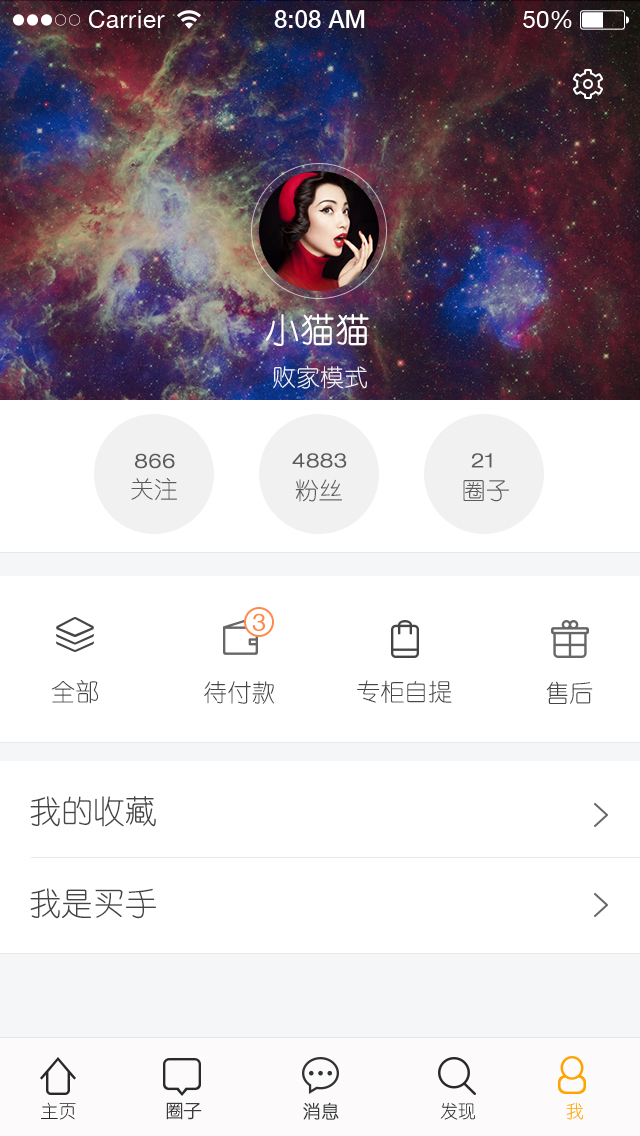 Carrier 8:08 AM 50%
小猫猫
败家模式
866 4883 21
关注 粉丝 圈子
3
全部 待付款 专柜自提 售后
我的收藏
我是买手
主页 圈子 消息 发现 我